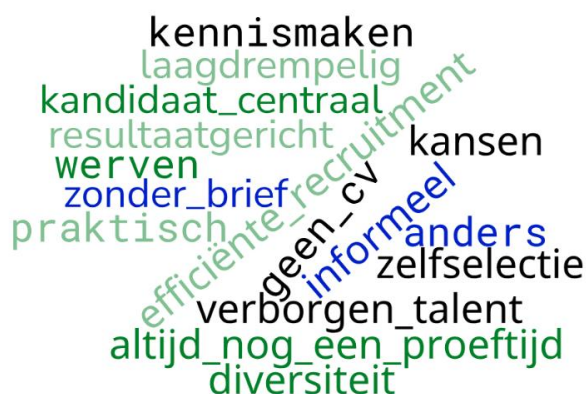 kennismaken
laagdrempelig
kandidaat_centraal
resultaatgericht
efficiënte_recruitment
kansen
werven
zonder_brief
geen_cv
informeel
praktisch
anders
zelfselectie
verborgen_talent
altijd_nog_een_proeftijd
diversiteit